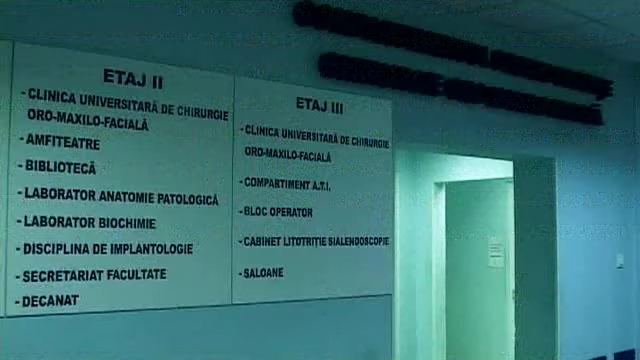 ETAJ II
- CLINICA UNIVERSITARĂ DE CHIRURGIE
ORO-MAXILO-FACIALĂ
- AMFITEATRE
- BIBLIOTECĂ
- LABORATOR ANATOMIE PATOLOGICĂ
- LABORATOR BIOCHIMIE
- DISCIPLINA DE IMPLANTOLOGIE
- SECRETARIAT FACULTATE
- DECANAT
ETAJ III
- CLINICA UNIVERSITARĂ DE CHIRURGIE
ORO-MAXILO-FACIALĂ
- COMPARTIMENT A.T.I.
- BLOC OPERATOR
- CABINET LITOTRIȚIE SIALENDOSCOPIE
- SALOANE